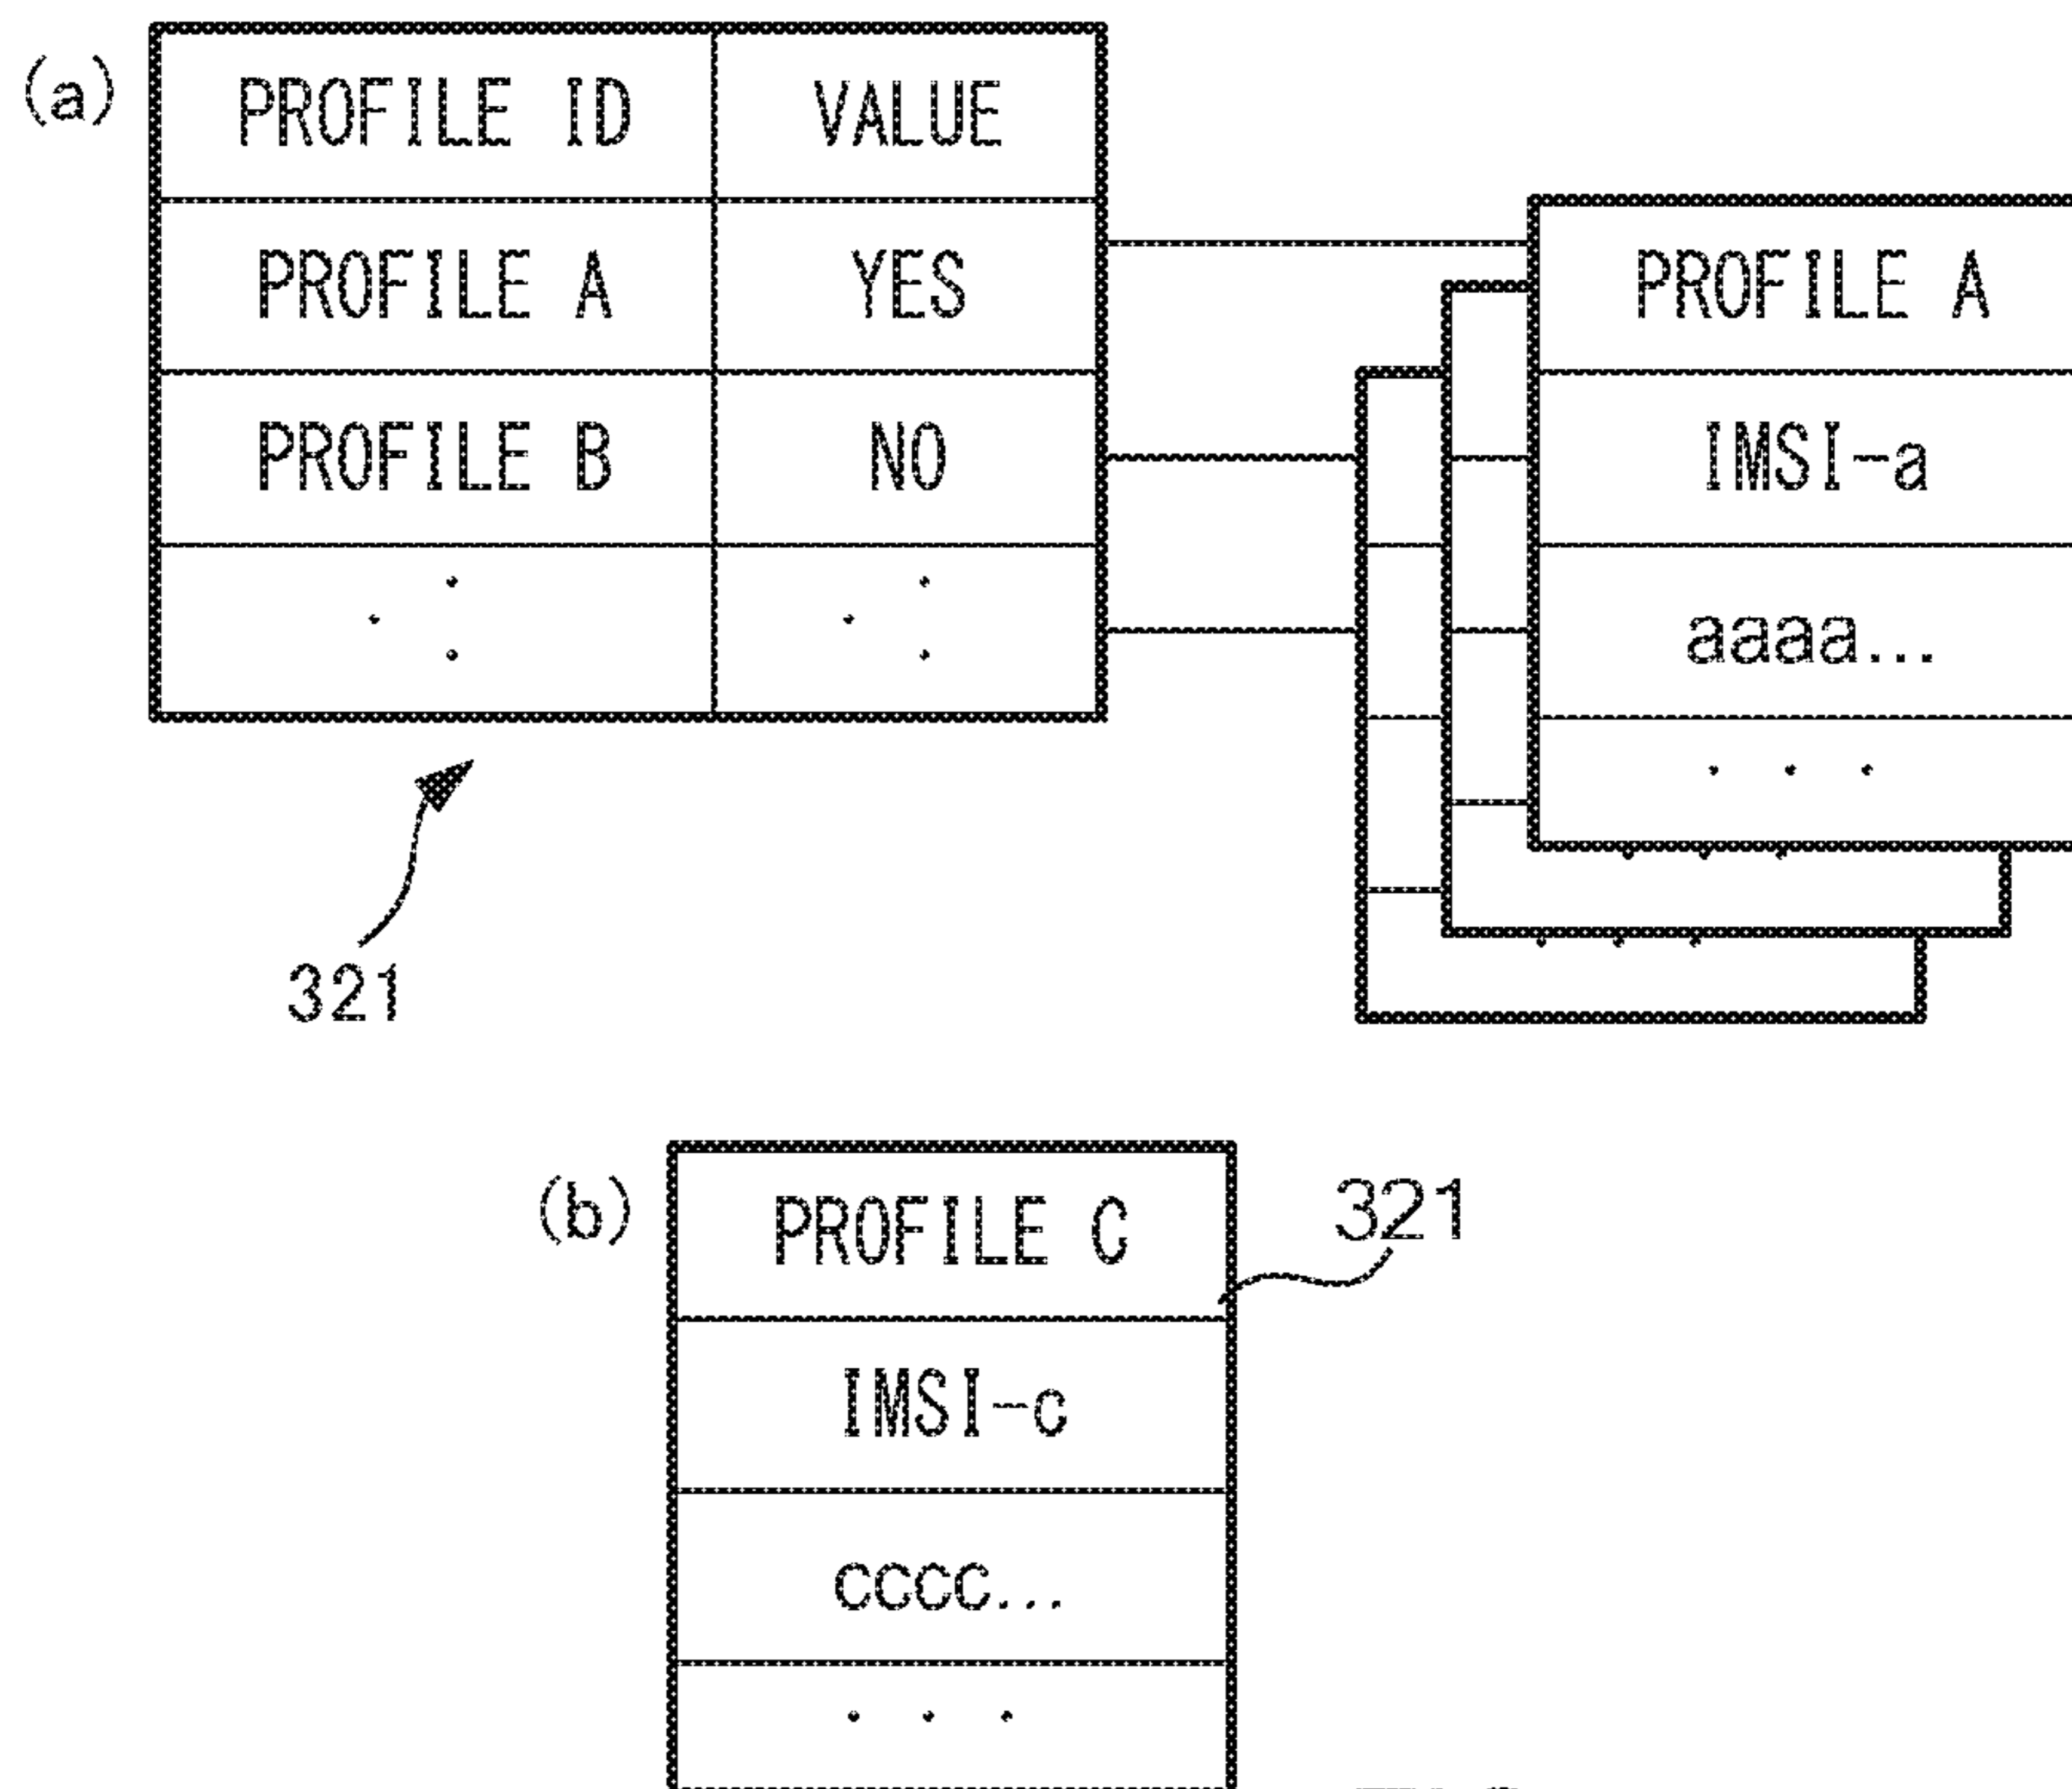 (a)
PROFILE ID VALUE
PROFILE A YES
PROFILE B NO
321
PROFILE A
IMSI-a
aaaa...
. . .
(b)
PROFILE C
IMSI-c
cccc...
. . .
321